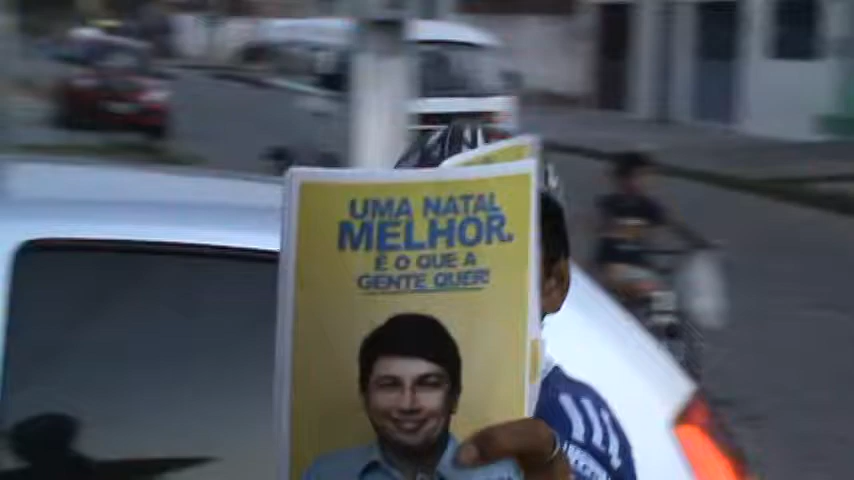 UMA NATAL
MELHOR.
É O QUE A
GENTE QUER!